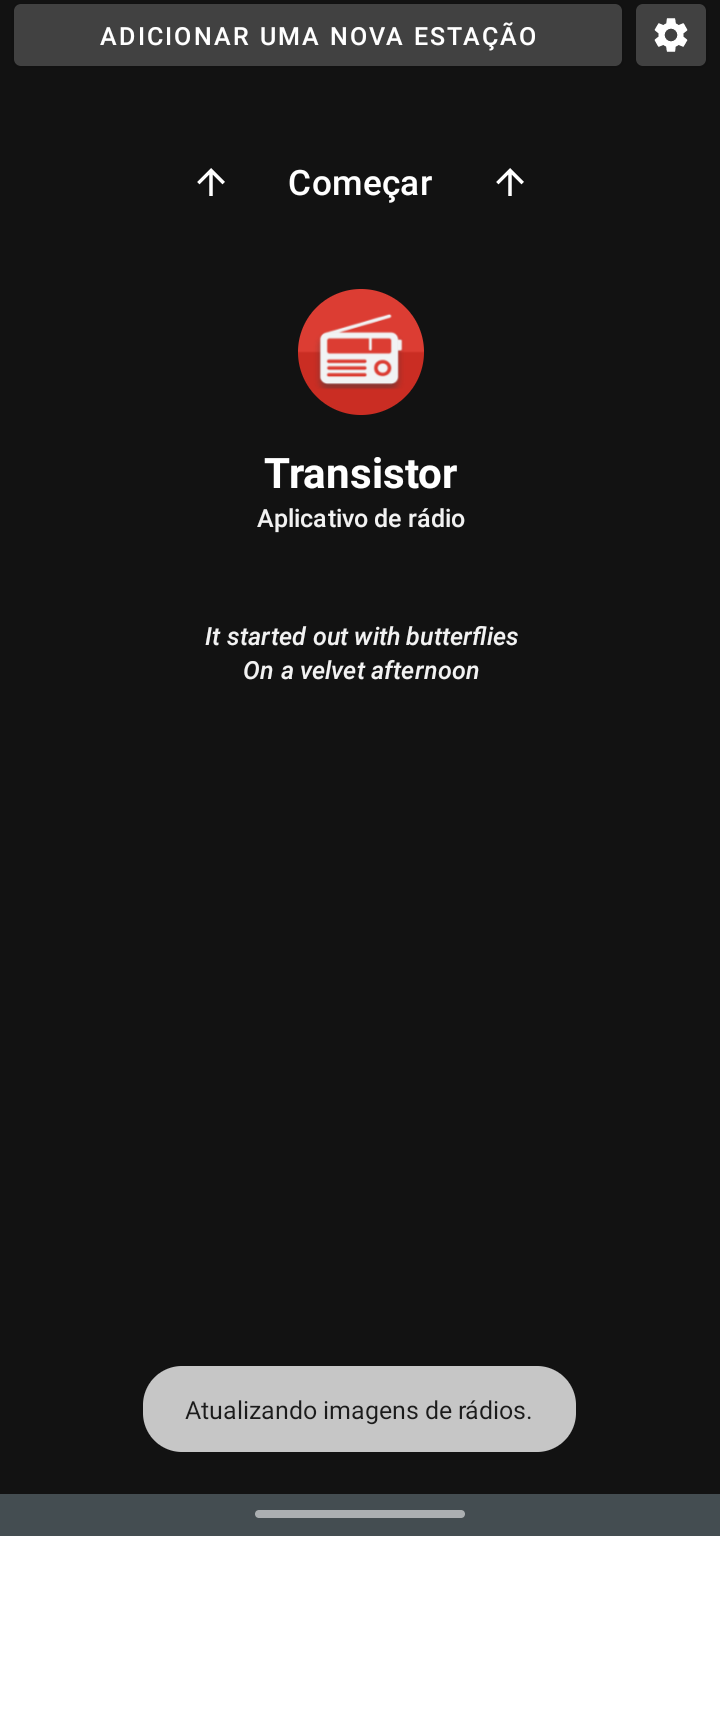 ADICIONAR UMA NOVA ESTAÇÃO
Começar
Transistor
Aplicativo de rádio
It started out with butterflies
On a velvet afternoon
Atualizando imagens de rádios.